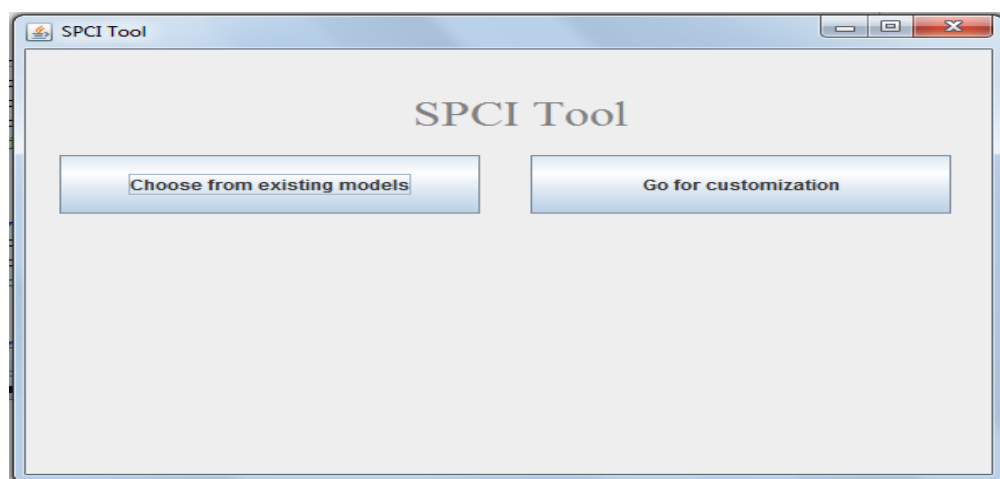 SPCI Tool
SPCI Tool
Choose from existing models
Go for customization